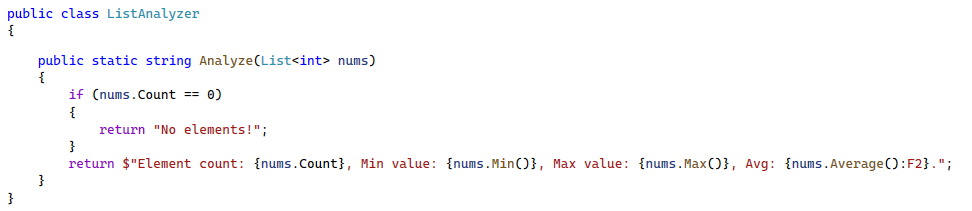 public class ListAnalyzer
{
    public static string Analyze(List<int> nums)
    {
        if (nums.Count == 0)
        {
            return "No elements!";
        }
        return $"Element count: {nums.Count}, Min value: {nums.Min()}, Max value: {nums.Max()}, Avg: {nums.Average():F2}.";
    }
}